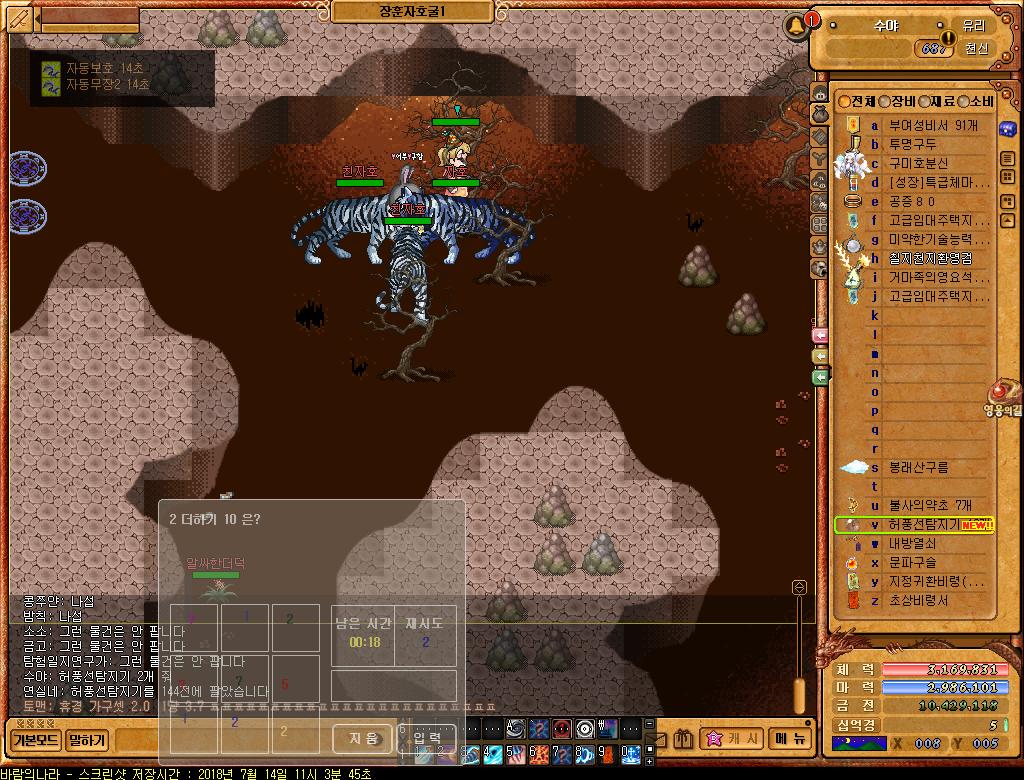 장훈자호굴1
수야
유리
687
현신
자동보호 14초
자동무장2 14초
전체 장비 재료 소비
a 부여성비서 91개
b 투명구두
c 구미호분신
d [성장]특급체마...
e 공증８０
f 고급임대주택지...
g 미약한기술능력...
h 칠지천지환영검
i 거마족의영요석...
j 고급임대주택지...
k
l
m
n
o
p
q
r
s 봉래산구름
t
u 불사의약초 7개
v 허풍선탐지기 NEW!!
w 내방열쇠
x 문파구슬
y 지정귀환비령(...
z 초상비령서
영웅의길
친자호
친자호
2 더하기 10 은?
알싸한더덕
남은 시간 재시도
00:18 2
지 움
입 력
콩쭈얀: 나섭
밤칙: 나섭
소소: 그런 물건은 안 팝니다
금고: 그런 물건은 안 팝니다
탐험일지연구가: 그런 물건은 안 팝니다
수야: 허풍선탐지기 2개 줘
연실네: 허풍선탐지기를 144전에 팔았습니다
기본모드 말하기
캐 시
메 뉴
체 력 3,169,831
마 력 2,986,101
금 전 10,429,118
십억경 5
X 008 Y 005
바람의나라 - 스크린샷 저장시간 : 2018년 7월 14일 11시 3분 45초